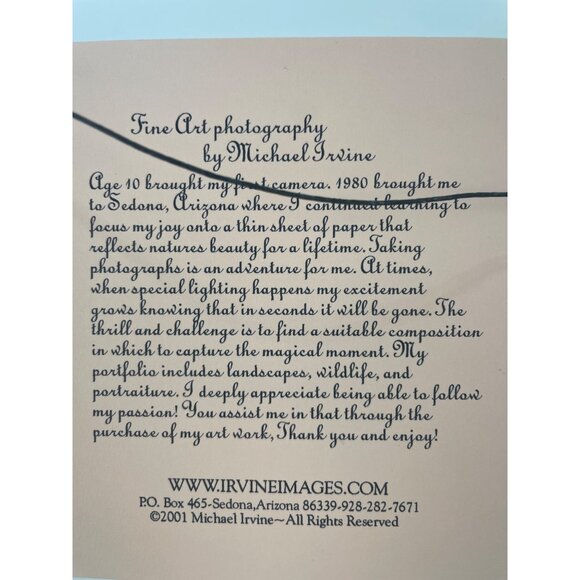 Fine Art photography
by Michael Irvine
Age 10 brought my first camera. 1980 brought me
to Sedona, Arizona where I continued learning to
focus my joy onto a thin sheet of paper that
reflects natures beauty for a lifetime. Taking
photographs is an adventure for me. At times,
when special lighting happens my excitement
grows knowing that in seconds it will be gone. The
thrill and challenge is to find a suitable composition
in which to capture the magical moment. My
portfolio includes landscapes, wildlife, and
portraiture. I deeply appreciate being able to follow
my passion! You assist me in that through the
purchase of my art work, Thank you and enjoy!
WWW.IRVINEIMAGES.COM
P.O. Box 465-Sedona, Arizona 86339-928-282-7671
©2001 Michael Irvine~All Rights Reserved